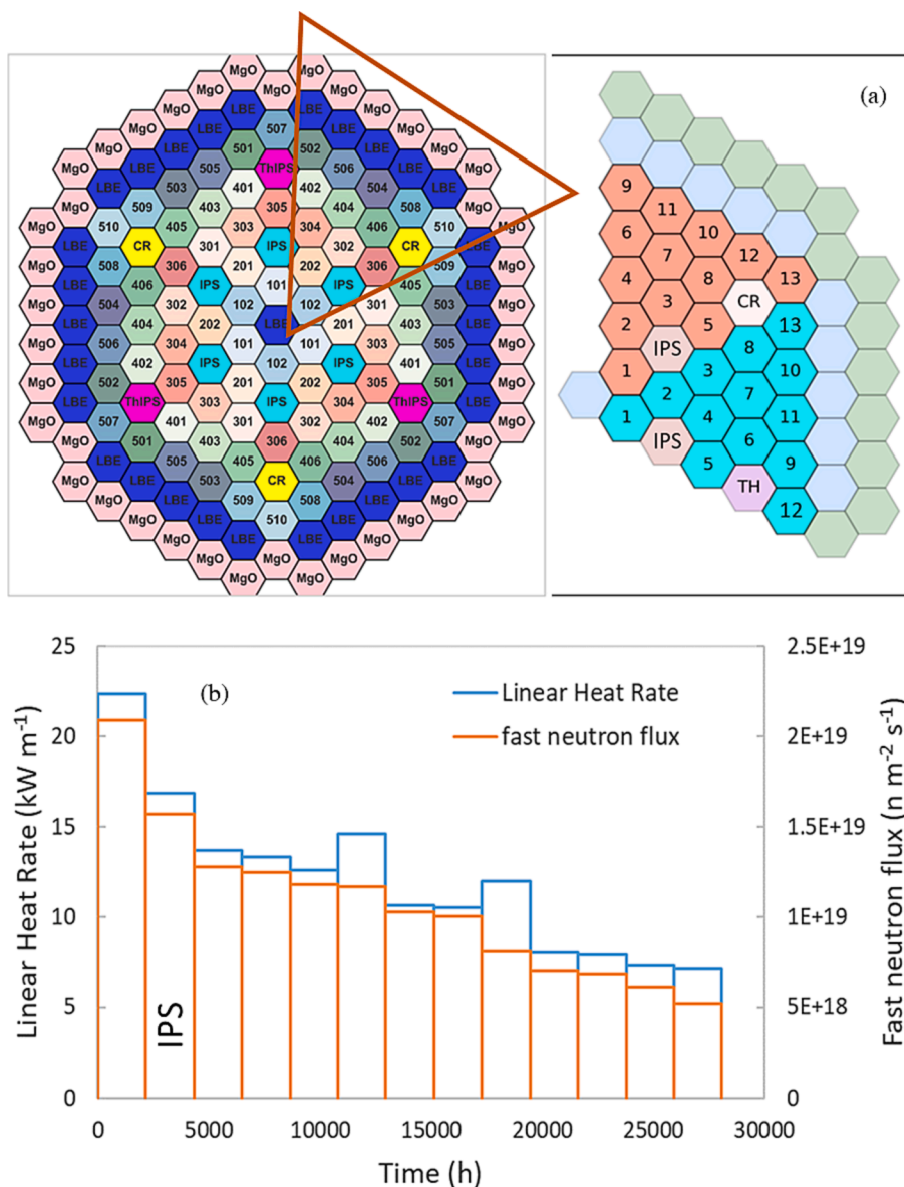 MgO MgO
MgO MgO MgO
MgO LBE LBE MgO
MgO LBE 507 LBE MgO
MgO LBE 501 502 LBE MgO
MgO LBE 505 ThIPS 506 LBE MgO
LBE 503 401 402 504 LBE
MgO 509 403 305 404 508 MgO
MgO 510 405 303 304 406 510 MgO
LBE CR 301 IPS 302 CR LBE
MgO 508 306 201 202 306 509 MgO
LBE 406 IPS 101 IPS 405 LBE
MgO 504 302 102 102 301 503 MgO
LBE 404 202 LBE 201 403 LBE
MgO 506 304 101 101 303 505 MgO
LBE 402 IPS 102 IPS 401 LBE
MgO 502 305 201 202 305 501 MgO
LBE ThIPS 303 IPS 304 ThIPS LBE
MgO 507 401 301 302 402 507 MgO
MgO 501 403 306 404 502 MgO
LBE 505 405 406 506 LBE
MgO LBE 503 CR 504 LBE MgO
MgO LBE 509 508 LBE MgO
MgO LBE 510 LBE MgO
MgO LBE LBE MgO
MgO MgO MgO
MgO MgO
(a)
9
11
6 10
7 12
4 8 13
3 CR
2 5 13
IPS 8
1 3 10
2 7
1 4 11
IPS 6
5 9
TH
12
(b)
Linear Heat Rate
fast neutron flux
Linear Heat Rate (kW m⁻¹)
25
20
15
10
5
0
IPS
2.5E+19
2E+19
1.5E+19
1E+19
5E+18
0
Fast neutron flux (n m⁻² s⁻¹)
0 5000 10000 15000 20000 25000 30000
Time (h)